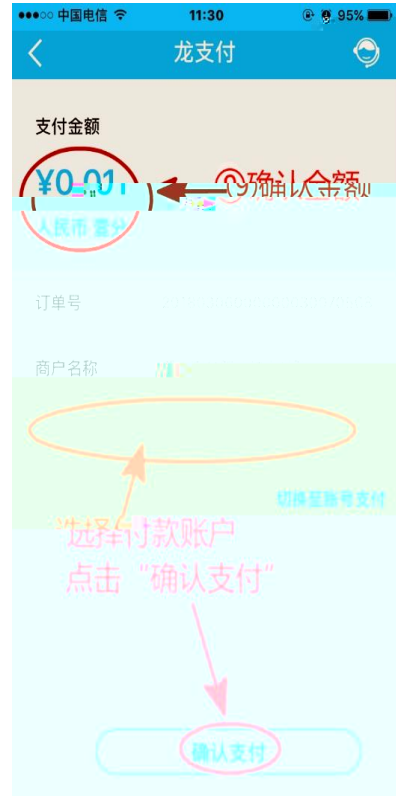 中国电信 11:30 95%
龙支付
支付金额
¥0.01
确认金额
人民币 壹分
订单号
商户名称
切换至账号支付
选择付款账户
点击“确认支付”
确认支付